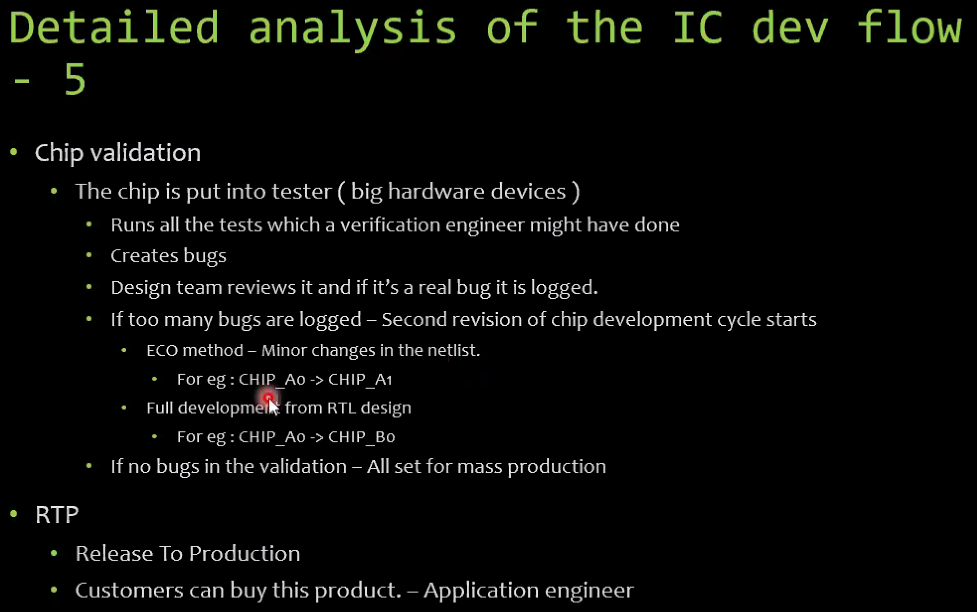 Detailed analysis of the IC dev flow
- 5
• Chip validation
• The chip is put into tester ( big hardware devices )
• Runs all the tests which a verification engineer might have done
• Creates bugs
• Design team reviews it and if it's a real bug it is logged.
• If too many bugs are logged – Second revision of chip development cycle starts
• ECO method – Minor changes in the netlist.
• For eg : CHIP_A0 -> CHIP_A1
• Full development from RTL design
• For eg : CHIP_A0 -> CHIP_B0
• If no bugs in the validation – All set for mass production
• RTP
• Release To Production
• Customers can buy this product. – Application engineer